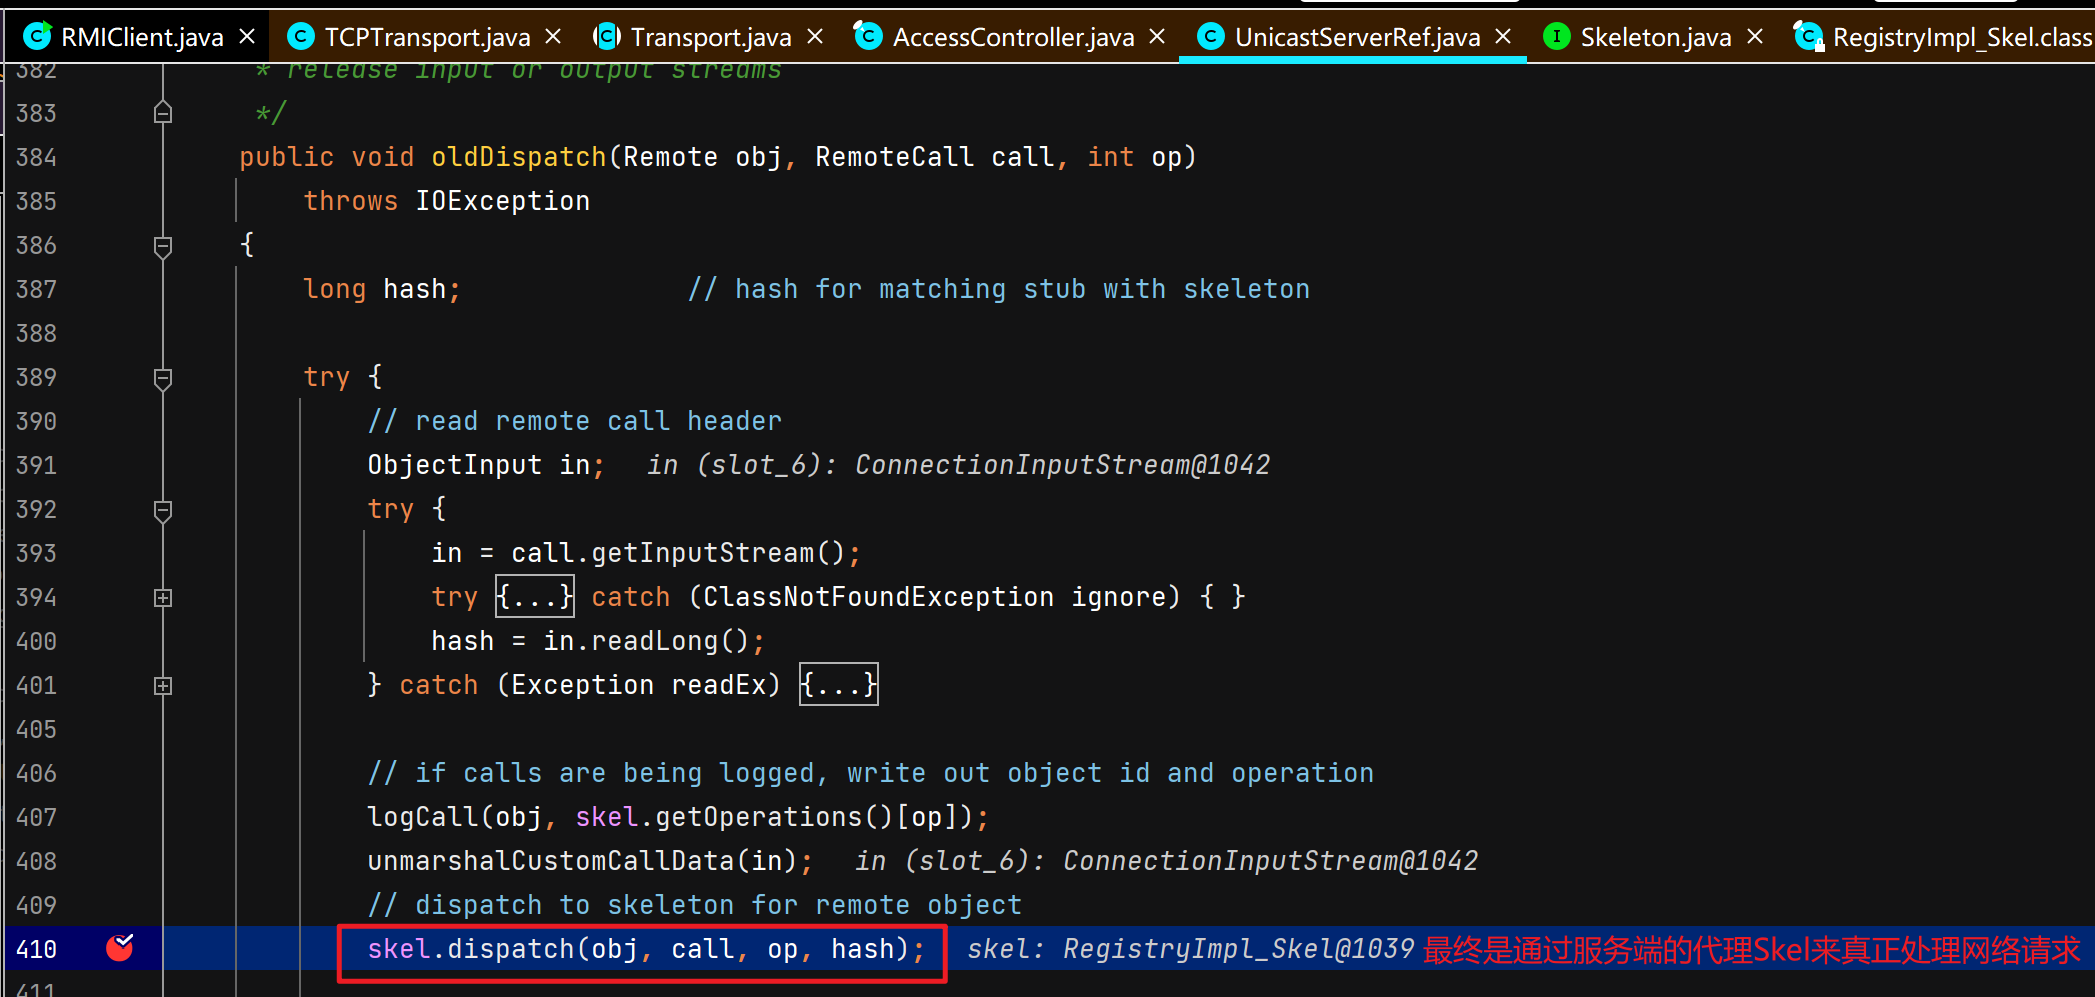 RMIClient.java TCPTransport.java Transport.java AccessController.java UnicastServerRef.java Skeleton.java RegistryImpl_Skel.class
382 * release input or output streams
383 */
384 public void oldDispatch(Remote obj, RemoteCall call, int op)
385 throws IOException
386 {
387 long hash; // hash for matching stub with skeleton
388
389 try {
390 // read remote call header
391 ObjectInput in; in (slot_6): ConnectionInputStream@1042
392 try {
393 in = call.getInputStream();
394 try {...} catch (ClassNotFoundException ignore) { }
400 hash = in.readLong();
401 } catch (Exception readEx) {...}
405
406 // if calls are being logged, write out object id and operation
407 logCall(obj, skel.getOperations()[op]);
408 unmarshalCustomCallData(in); in (slot_6): ConnectionInputStream@1042
409 // dispatch to skeleton for remote object
410 skel.dispatch(obj, call, op, hash); skel: RegistryImpl_Skel@1039 最终是通过服务端的代理Skel来真正处理网络请求
411